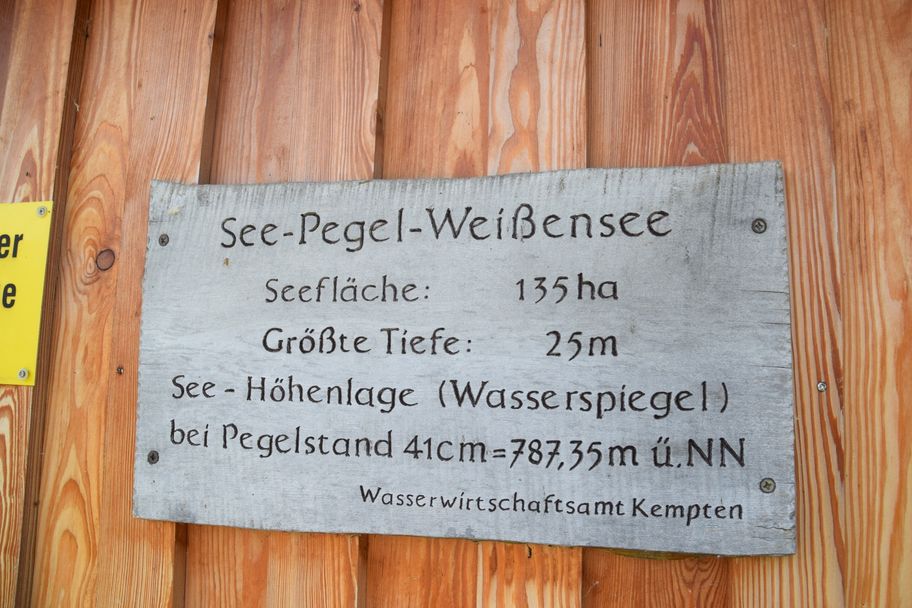 See-Pegel-Weißensee
Seefläche: 135 ha
Größte Tiefe: 25 m
See - Höhenlage (Wasserspiegel)
bei Pegelstand 41cm = 787,35m ü.NN
Wasserwirtschaftsamt Kempten